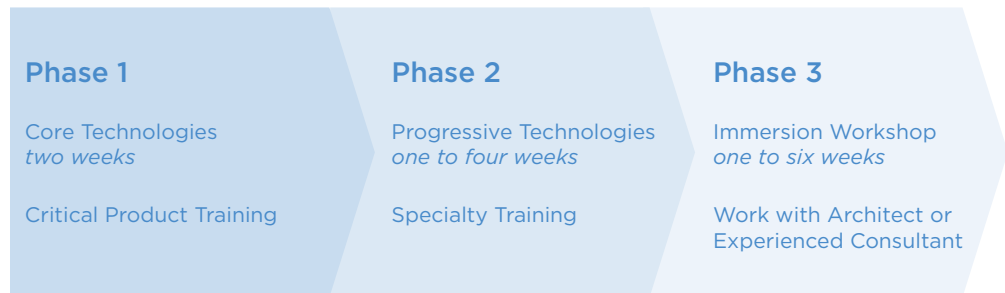 Phase 1
Core Technologies
two weeks
Critical Product Training
Phase 2
Progressive Technologies
one to four weeks
Specialty Training
Phase 3
Immersion Workshop
one to six weeks
Work with Architect or
Experienced Consultant